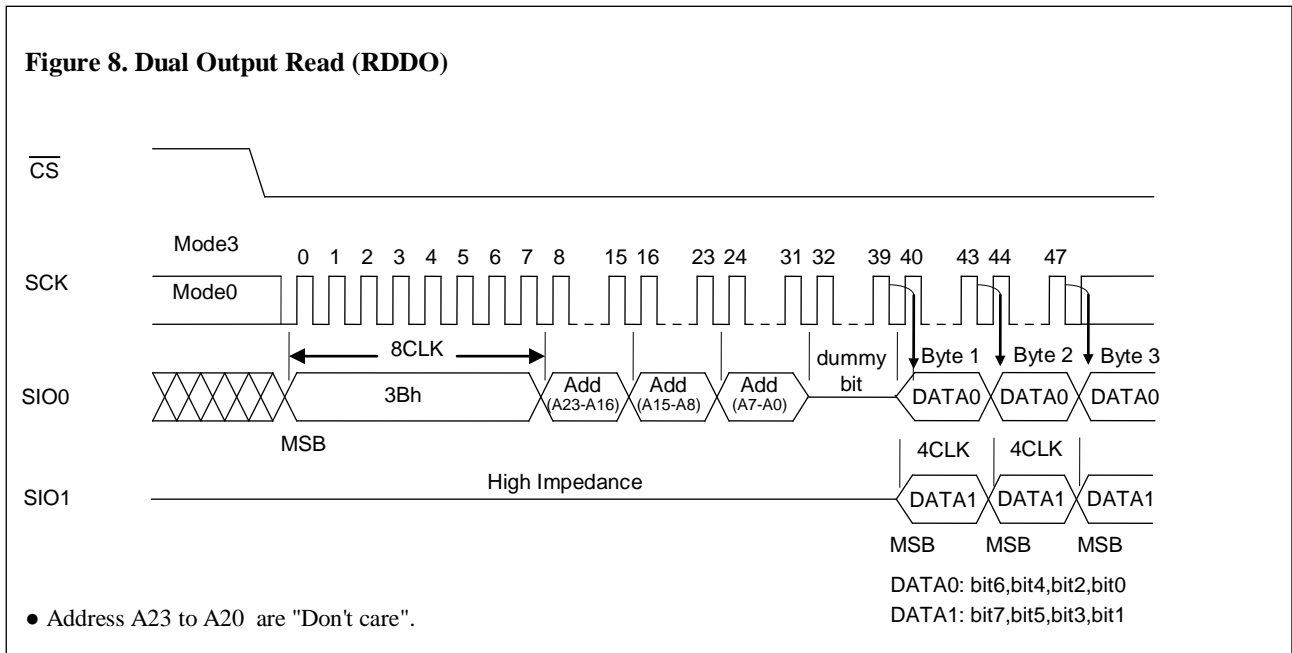 Figure 8. Dual Output Read (RDDO)
CS
Mode3
0 1 2 3 4 5 6 7 8 15 16 23 24 31 32 39 40 43 44 47
SCK
Mode0
8CLK
dummy
bit
Byte 1 Byte 2 Byte 3
SIO0
3Bh
Add
(A23-A16)
Add
(A15-A8)
Add
(A7-A0)
DATA0 DATA0 DATA0
MSB
4CLK 4CLK
High Impedance
SIO1
DATA1 DATA1 DATA1
MSB MSB MSB
DATA0: bit6,bit4,bit2,bit0
DATA1: bit7,bit5,bit3,bit1
● Address A23 to A20 are "Don't care".